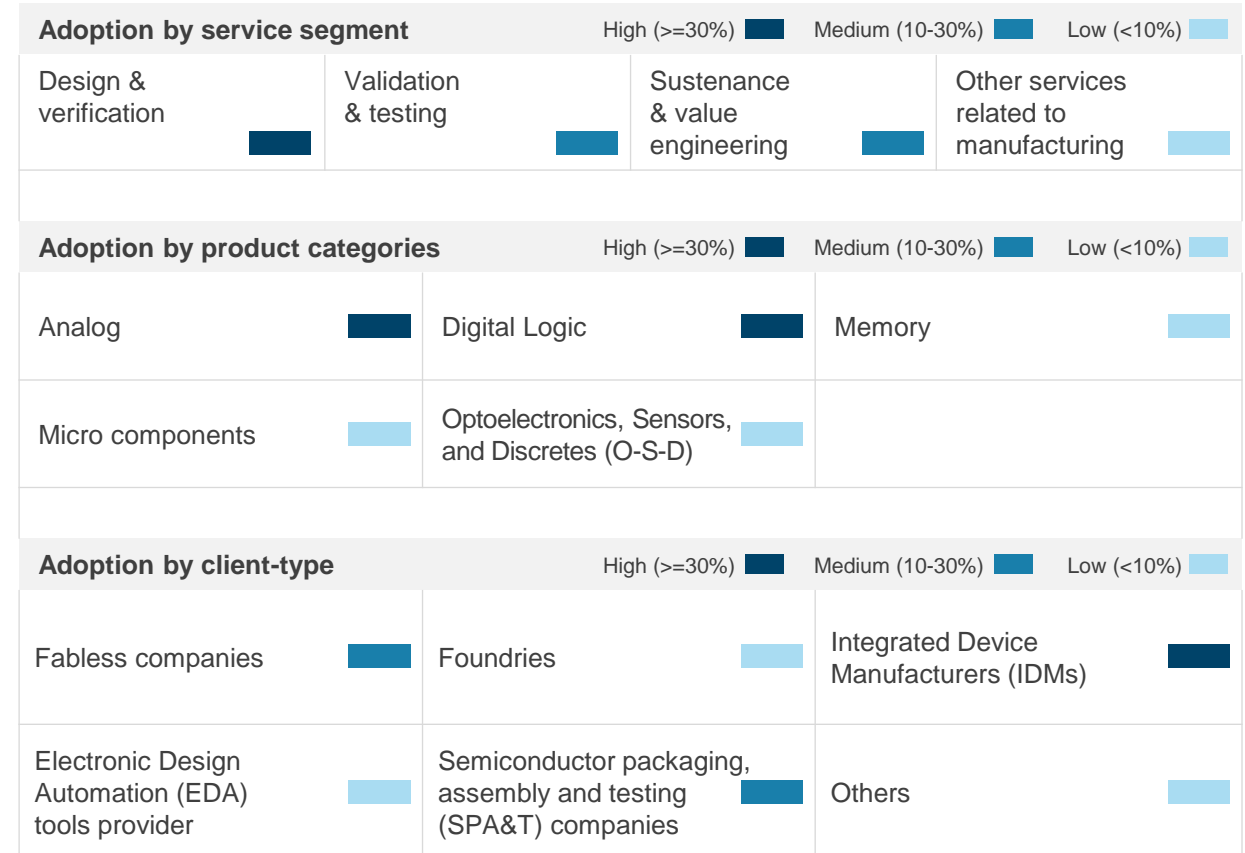 Adoption by service segment High (>=30%) Medium (10-30%) Low (<10%)
Design &
verification
Validation
& testing
Sustenance
& value
engineering
Other services
related to
manufacturing
Adoption by product categories High (>=30%) Medium (10-30%) Low (<10%)
Analog
Digital Logic
Memory
Micro components
Optoelectronics, Sensors,
and Discretes (O-S-D)
Adoption by client-type High (>=30%) Medium (10-30%) Low (<10%)
Fabless companies
Foundries
Integrated Device
Manufacturers (IDMs)
Electronic Design
Automation (EDA)
tools provider
Semiconductor packaging,
assembly and testing
(SPA&T) companies
Others